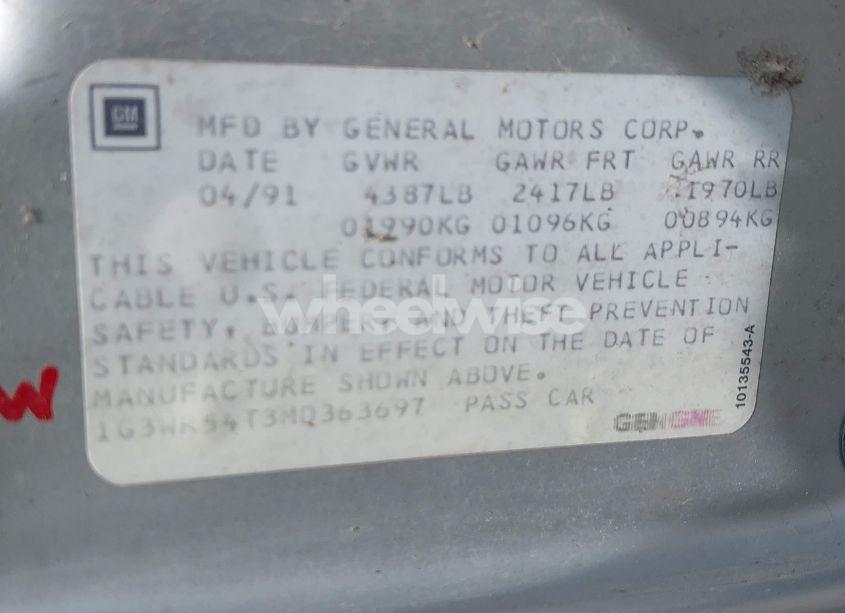 GM
MFD BY GENERAL MOTORS CORP.
DATE GVWR GAWR FRT GAWR RR
04/91 4387LB 2417LB 1970LB
01990KG 01096KG 00894KG
THIS VEHICLE CONFORMS TO ALL APPLI-
CABLE U.S. FEDERAL MOTOR VEHICLE
SAFETY, BUMPER, AND THEFT PREVENTION
STANDARDS IN EFFECT ON THE DATE OF
MANUFACTURE SHOWN ABOVE.
1G3WR54T3MD363697 PASS CAR
10135543-A
wheelwise
W